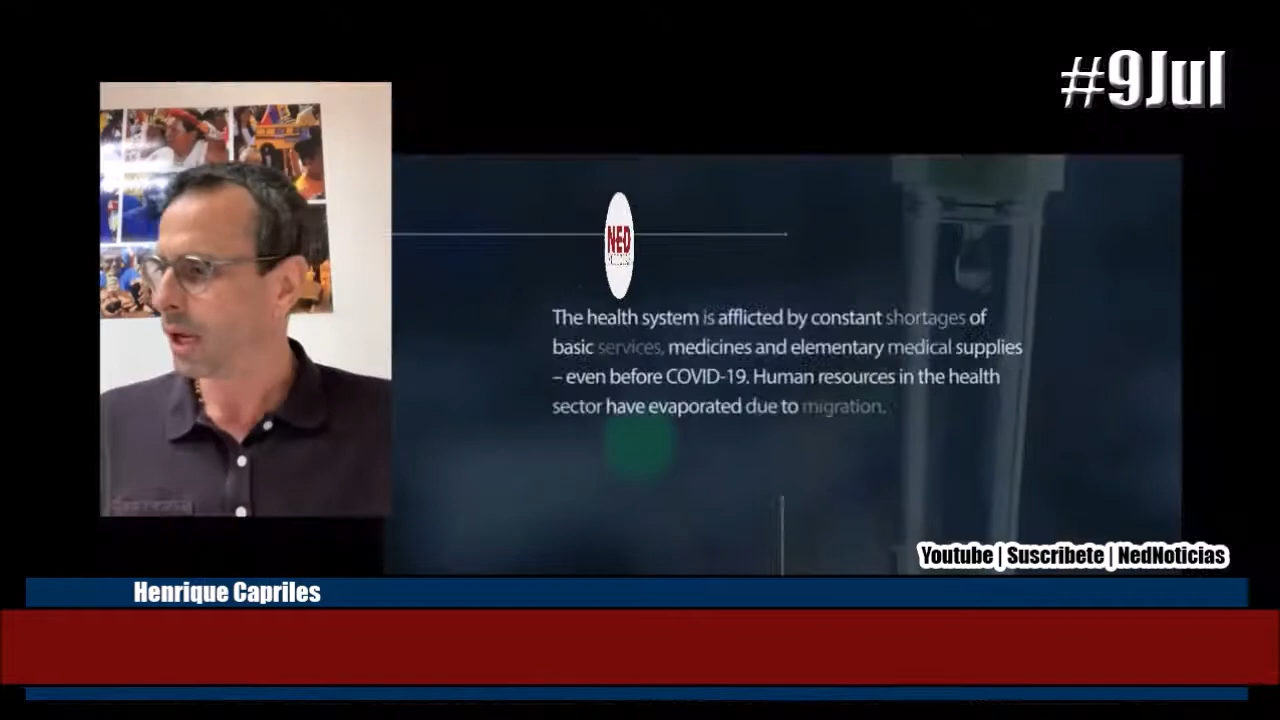 #9Jul
NED
The health system is afflicted by constant shortages of
basic services, medicines and elementary medical supplies
– even before COVID-19. Human resources in the health
sector have evaporated due to migration.
Youtube | Suscribete | NedNoticias
Henrique Capriles